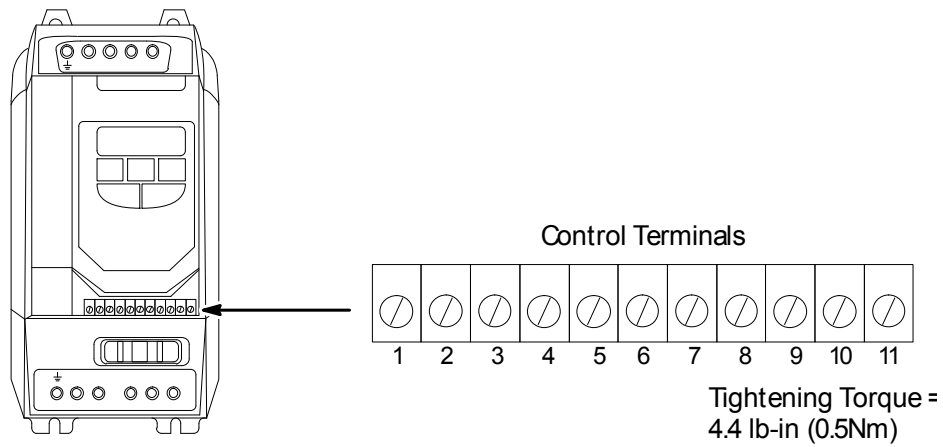 Control Terminals
1 2 3 4 5 6 7 8 9 10 11
Tightening Torque =
4.4 lb-in (0.5Nm)